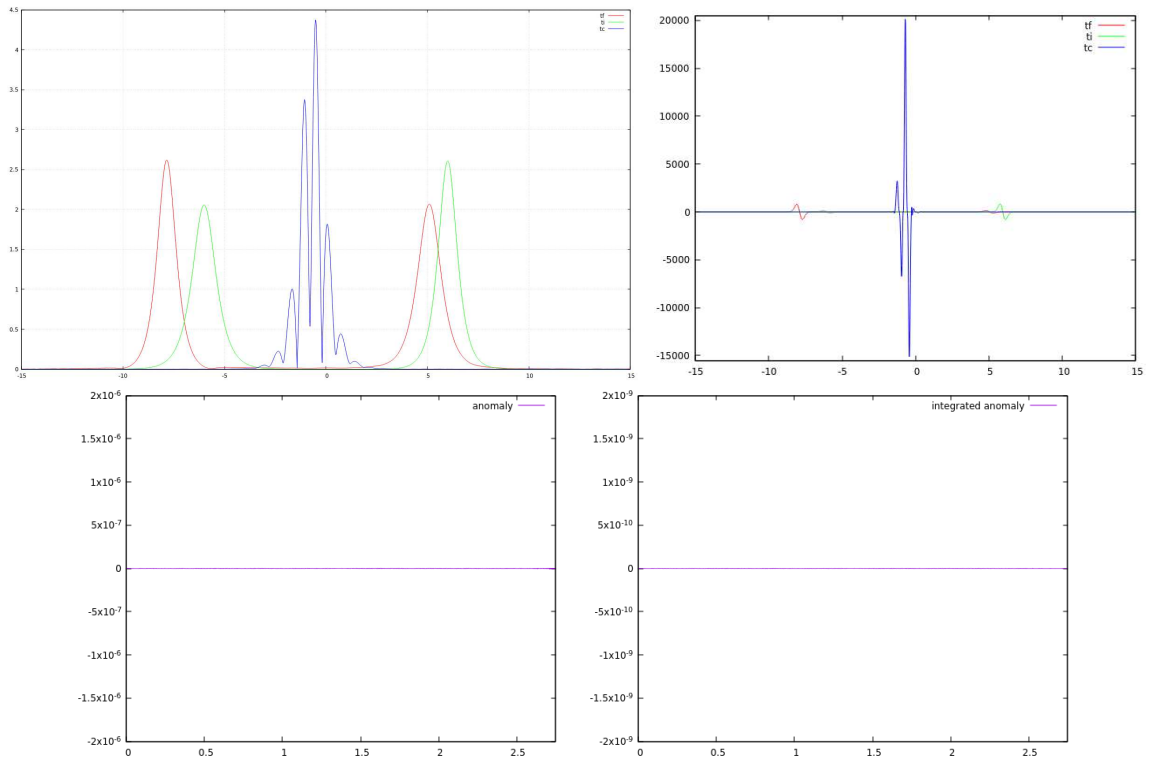 4.5
4
3.5
3
2.5
2
1.5
1
0.5
0
-15
-10
-5
0
5
10
15
tf
ti
tc
20000
15000
10000
5000
0
-5000
-10000
-15000
-15
-10
-5
0
5
10
15
tf
ti
tc
2x10⁻⁶
1.5x10⁻⁶
1x10⁻⁶
5x10⁻⁷
0
-5x10⁻⁷
-1x10⁻⁶
-1.5x10⁻⁶
-2x10⁻⁶
0
0.5
1
1.5
2
2.5
anomaly
2x10⁻⁹
1.5x10⁻⁹
1x10⁻⁹
5x10⁻¹⁰
0
-5x10⁻¹⁰
-1x10⁻⁹
-1.5x10⁻⁹
-2x10⁻⁹
0
0.5
1
1.5
2
2.5
integrated anomaly